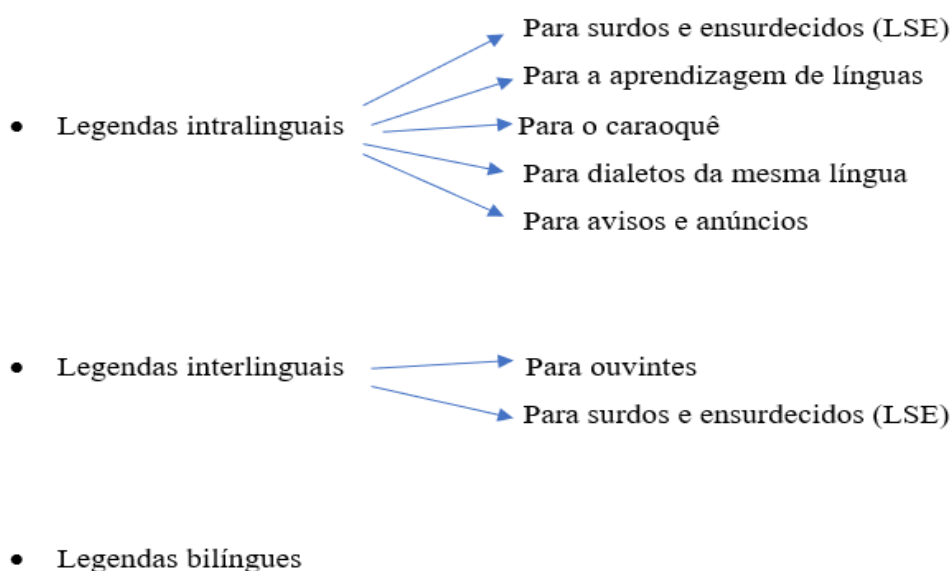 Para surdos e ensurdecidos (LSE)
Para a aprendizagem de línguas
• Legendas intralinguais
Para o caraoquê
Para dialetos da mesma língua
Para avisos e anúncios
• Legendas interlinguais
Para ouvintes
Para surdos e ensurdecidos (LSE)
• Legendas bilíngues